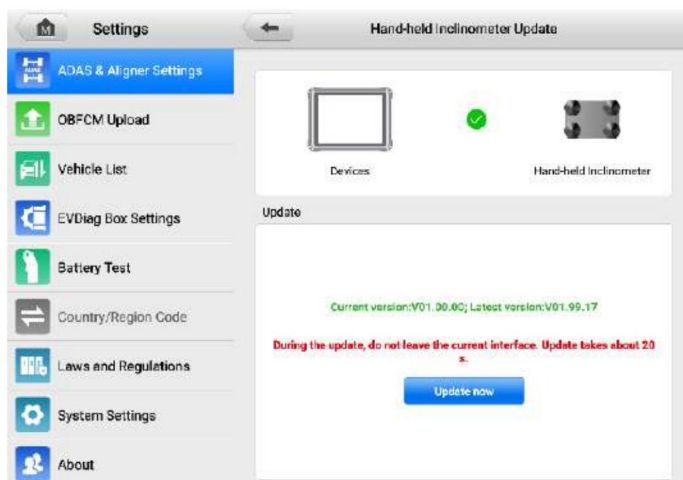 Settings
Hand-held Inclinometer Update
ADAS & Aligner Settings
OBFCM Upload
Vehicle List
EVDiag Box Settings
Battery Test
Country/Region Code
Laws and Regulations
System Settings
About
Devices
Hand-held Inclinometer
Update
Current version:V01.00.00; Latest version:V01.99.17
During the update, do not leave the current interface. Update takes about 20
s.
Update now